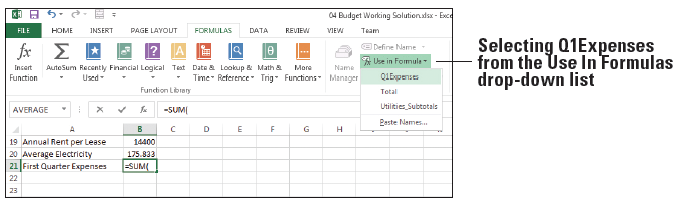 04 Budget Working Solution.xlsx - Exce
FILE HOME INSERT PAGE LAYOUT FORMULAS DATA REVIEW VIEW Team
fx Σ ? A θ
Insert Function
AutoSum
Recently Used
Financial
Logical
Text
Date & Time
Lookup & Reference
Math & Trig
More Functions
Name Manager
Define Name
Use in Formula
Q1Expenses
Total
Utilities_Subtotals
Paste Names...
Function Library
AVERAGE fx =SUM(
A B C D E F G H
19 Annual Rent per Lease 14400
20 Average Electricity 175.833
21 First Quarter Expenses =SUM(
22
23
Selecting Q1Expenses
from the Use In Formulas
drop-down list